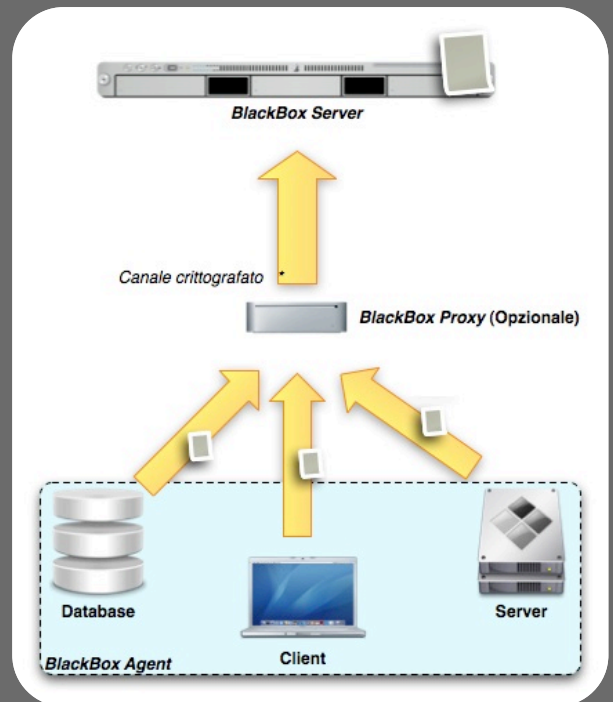 BlackBox Server
Canale crittografato
BlackBox Proxy (Opzionale)
Database
Server
Client
BlackBox Agent